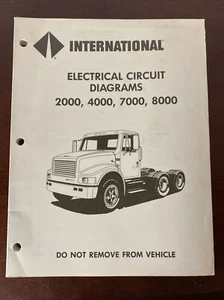 INTERNATIONAL
ELECTRICAL CIRCUIT
DIAGRAMS
2000, 4000, 7000, 8000
DO NOT REMOVE FROM VEHICLE